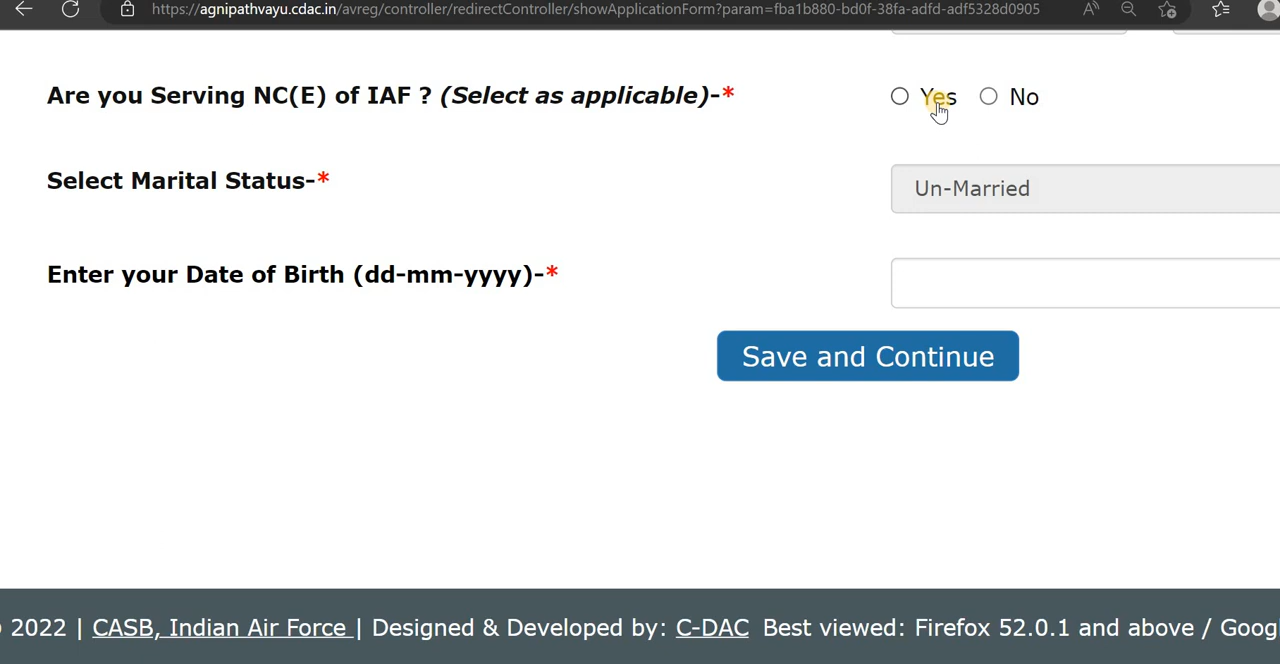 https://agnipathvayu.cdac.in/avreg/controller/redirectController/showApplicationForm?param=fba1b880-bd0f-38fa-adfd-adf5328d0905
Are you Serving NC(E) of IAF ? (Select as applicable)-* Yes No
Select Marital Status-* Un-Married
Enter your Date of Birth (dd-mm-yyyy)-*
Save and Continue
2022 | CASB, Indian Air Force | Designed & Developed by: C-DAC Best viewed: Firefox 52.0.1 and above / Goog